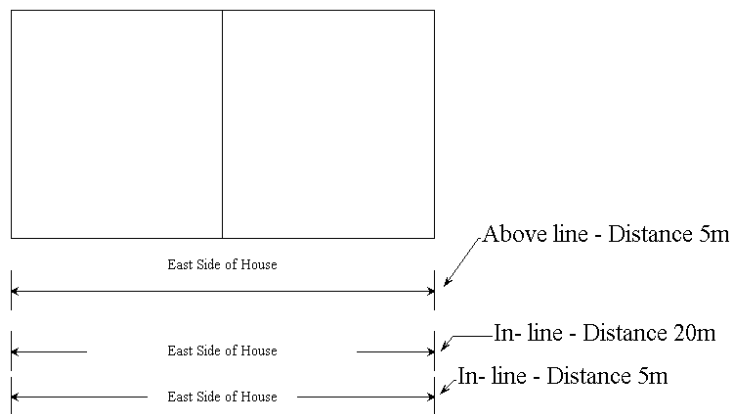 Above line - Distance 5m
East Side of House
In- line - Distance 20m
East Side of House
In- line - Distance 5m
East Side of House